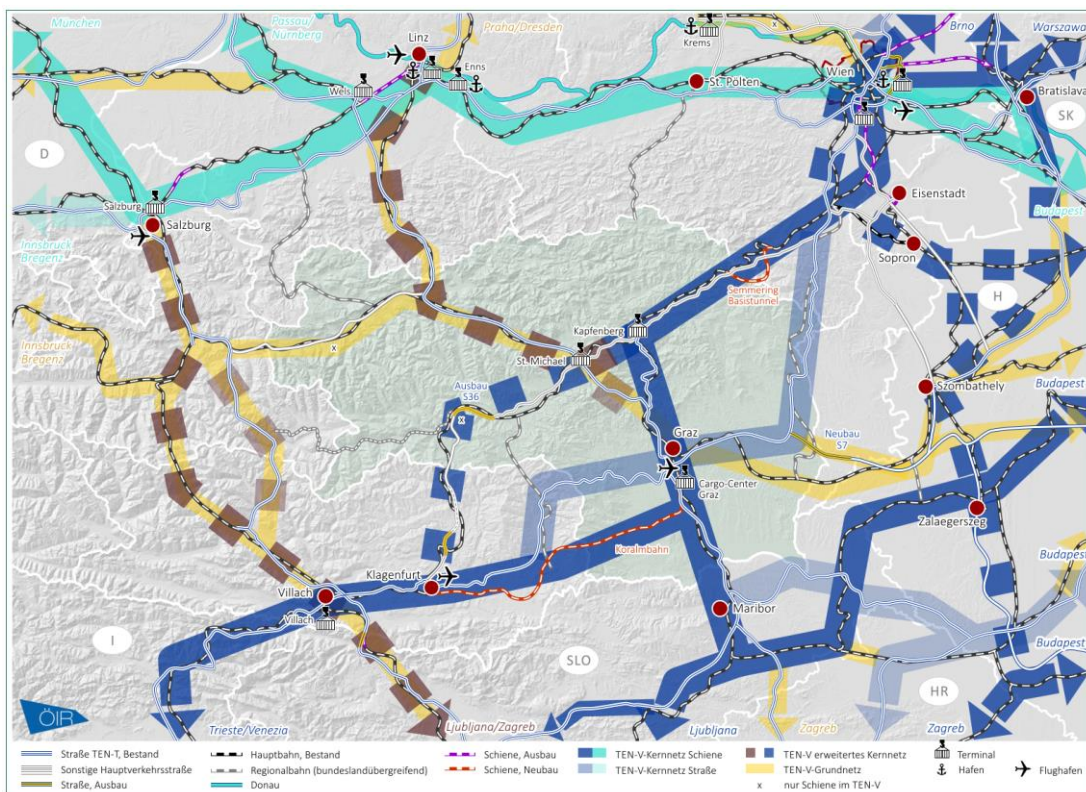 München
Passau/
Nürnberg
Linz
Praha/Dresden
Krems
Brno
Warszawa
Enns
Wels
St. Pölten
Wien
Bratislava
SK
D
Salzburg
Salzburg
Eisenstadt
Budapest
Innsbruck
Bregenz
Sopron
H
Semmering
Basistunnel
Innsbruck
Bregenz
Kapfenberg
St. Michael
Ausbau
S36
Szombathely
Budapest
Graz
Neubau
S7
Cargo-Center
Graz
Zalaegerszeg
Koralmbahn
Budapest
Klagenfurt
Villach
Villach
Maribor
I
SLO
Budapest
HR
ÖIR
Trieste/Venezia
Ljubljana/Zagreb
Ljubljana
Zagreb
Zagreb
Straße TEN-T, Bestand
Sonstige Hauptverkehrsstraße
Straße, Ausbau
Hauptbahn, Bestand
Regionalbahn (bundeslandübergreifend)
Donau
Schiene, Ausbau
Schiene, Neubau
TEN-V-Kernnetz Schiene
TEN-V-Kernnetz Straße
TEN-V erweitertes Kernnetz
TEN-V-Grundnetz
x nur Schiene im TEN-V
Terminal
Hafen
Flughafen